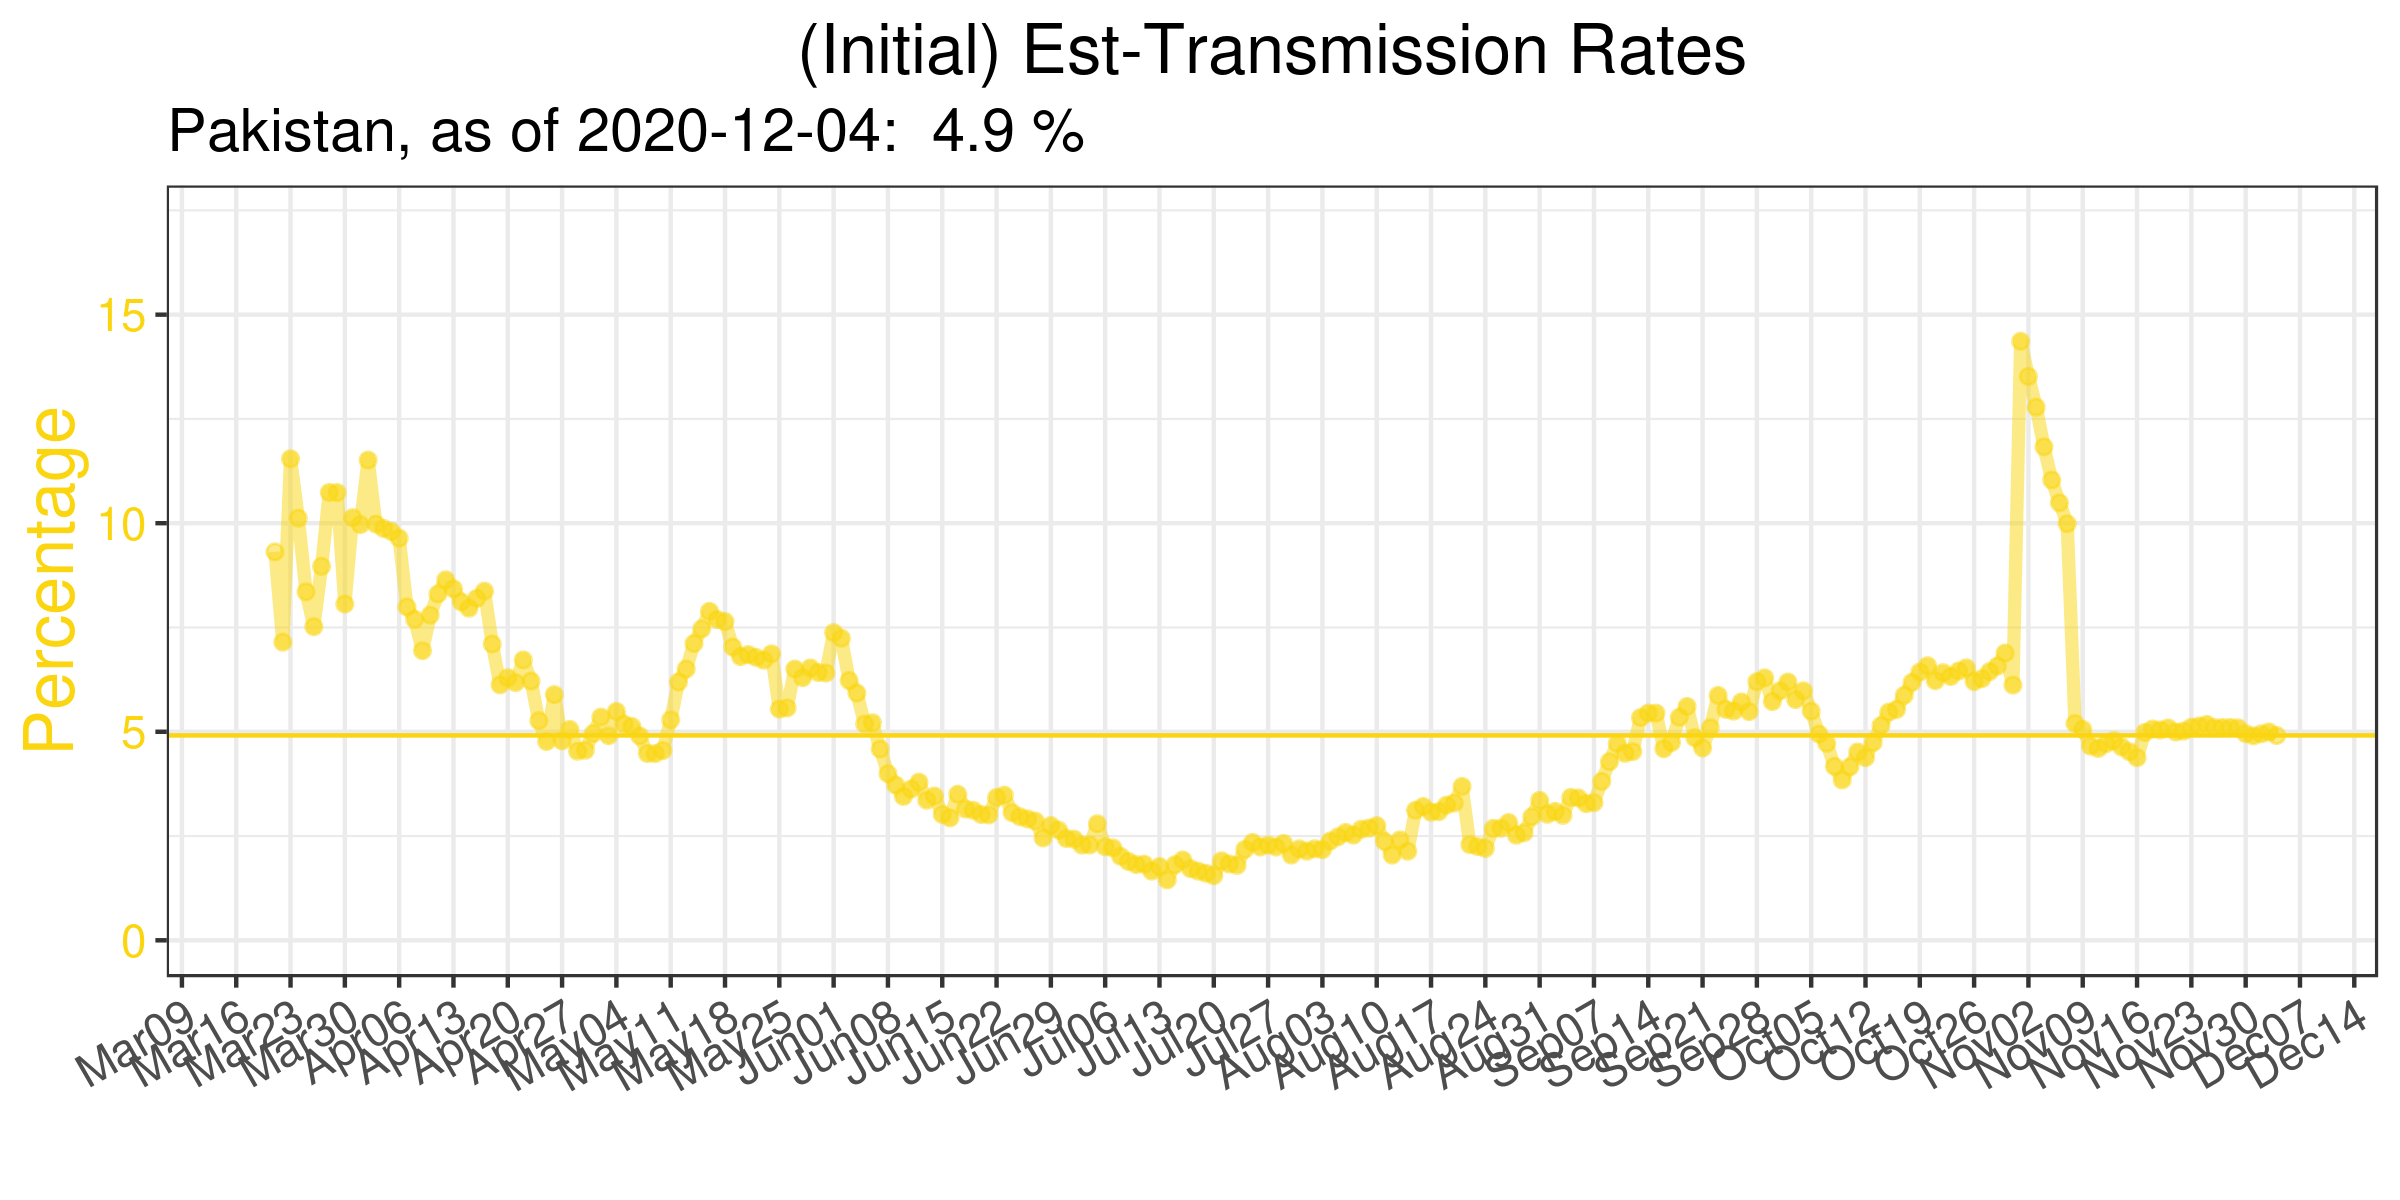 (Initial) Est-Transmission Rates
Pakistan, as of 2020-12-04:  4.9 %
Percentage
15
10
5
0
Mar09
Mar16
Mar23
Mar30
Apr06
Apr13
Apr20
Apr27
May04
May11
May18
May25
Jun01
Jun08
Jun15
Jun22
Jun29
Jul06
Jul13
Jul20
Jul27
Aug03
Aug10
Aug17
Aug24
Aug31
Sep07
Sep14
Sep21
Sep28
Oct05
Oct12
Oct19
Oct26
Nov02
Nov09
Nov16
Nov23
Nov30
Dec07
Dec14